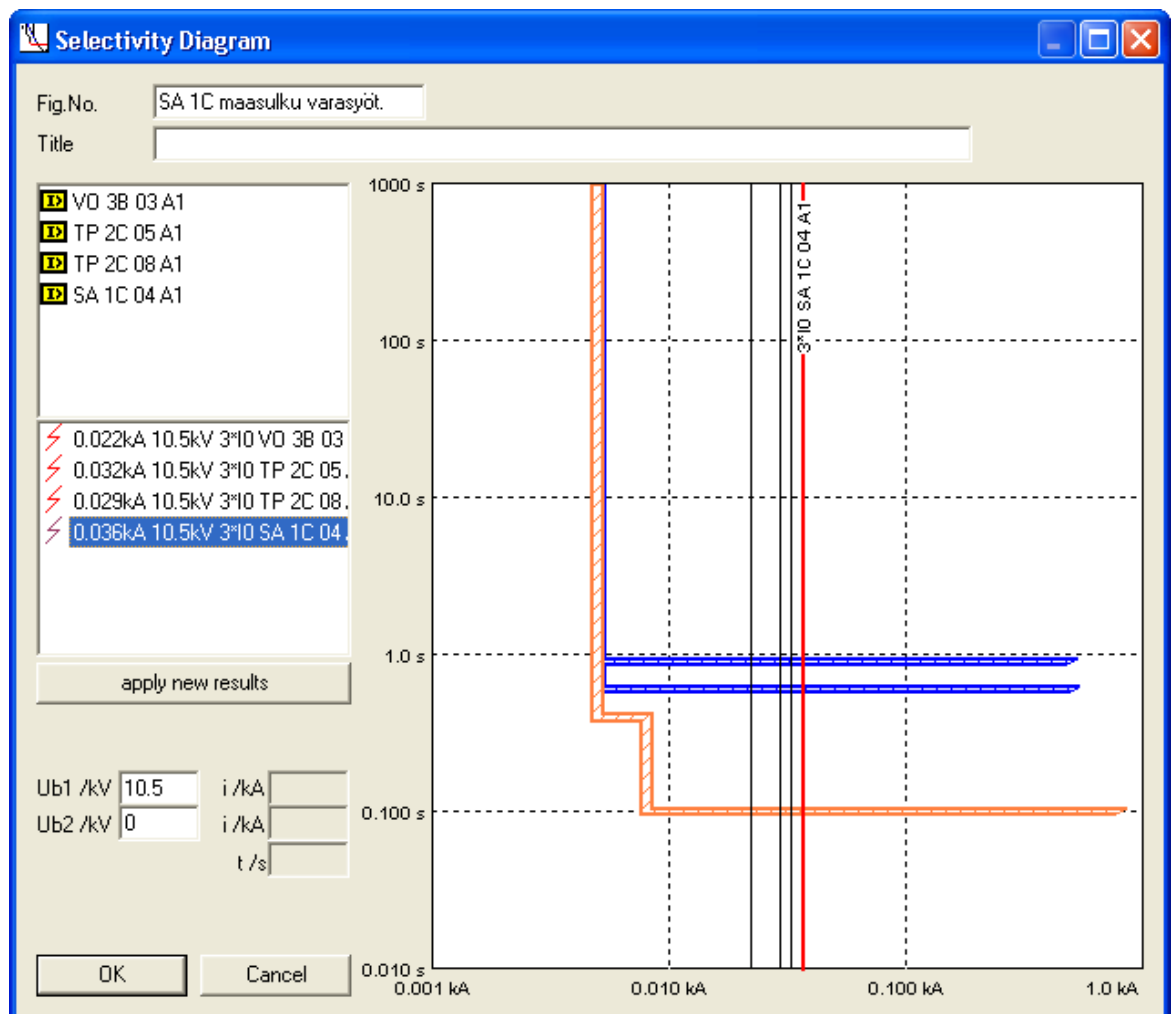 Selectivity Diagram
Fig.No. SA 1C maasulku varasyöt.
Title
VO 3B 03 A1
TP 2C 05 A1
TP 2C 08 A1
SA 1C 04 A1
0.022kA 10.5kV 3*I0 VO 3B 03
0.032kA 10.5kV 3*I0 TP 2C 05.
0.029kA 10.5kV 3*I0 TP 2C 08.
0.036kA 10.5kV 3*I0 SA 1C 04.
apply new results
Ub1 /kV 10.5 i /kA
Ub2 /kV 0 i /kA
t /s
OK Cancel
1000 s
100 s
10.0 s
1.0 s
0.100 s
0.010 s
3*I0 SA 1C 04 A1
0.001 kA 0.010 kA 0.100 kA 1.0 kA